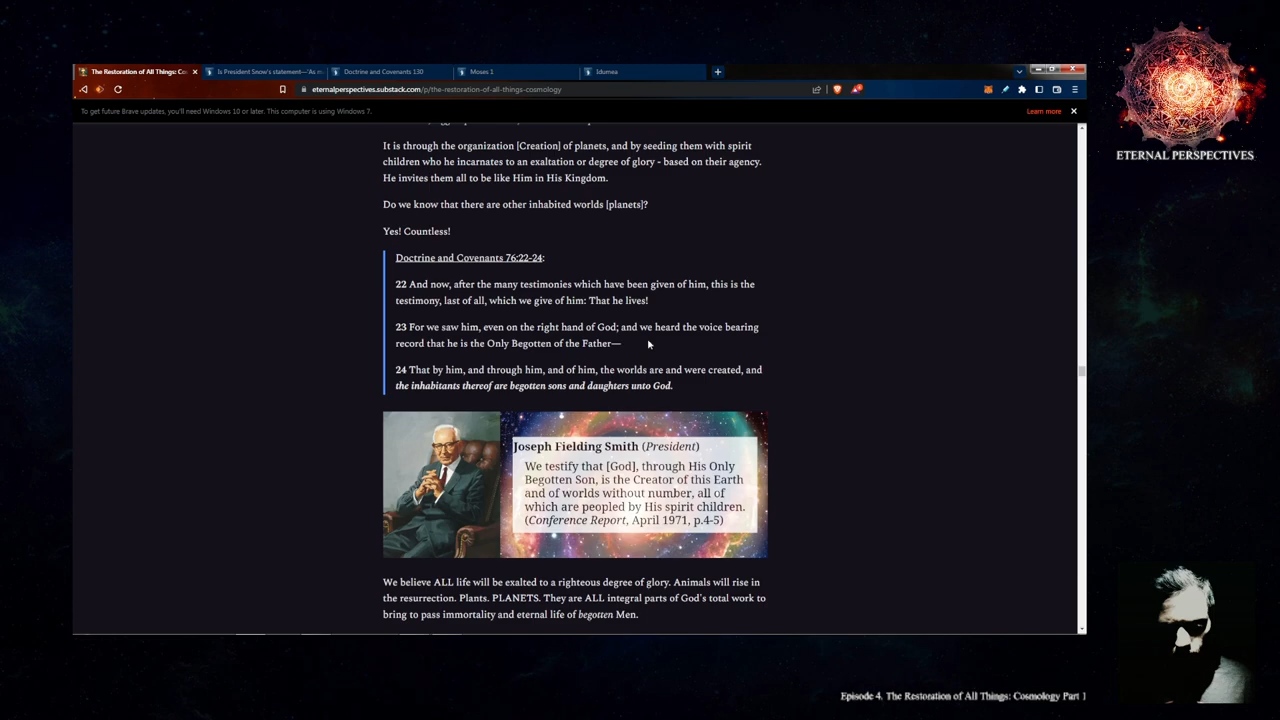 The Restoration of All Things: Co
Is President Snow's statement—'As m
Doctrine and Covenants 130
Moses 1
Idumea
eternalperspectives.substack.com/p/the-restoration-of-all-things-cosmology
To get future Brave updates, you'll need Windows 10 or later. This computer is using Windows 7.
Learn more
ETERNAL PERSPECTIVES
It is through the organization [Creation] of planets, and by seeding them with spirit
children who he incarnates to an exaltation or degree of glory - based on their agency.
He invites them all to be like Him in His Kingdom.
Do we know that there are other inhabited worlds [planets]?
Yes! Countless!
Doctrine and Covenants 76:22-24:
22 And now, after the many testimonies which have been given of him, this is the
testimony, last of all, which we give of him: That he lives!
23 For we saw him, even on the right hand of God; and we heard the voice bearing
record that he is the Only Begotten of the Father—
24 That by him, and through him, and of him, the worlds are and were created, and
the inhabitants thereof are begotten sons and daughters unto God.
Joseph Fielding Smith (President)
We testify that [God], through His Only
Begotten Son, is the Creator of this Earth
and of worlds without number, all of
which are peopled by His spirit children.
(Conference Report, April 1971, p.4-5)
We believe ALL life will be exalted to a righteous degree of glory. Animals will rise in
the resurrection. Plants. PLANETS. They are ALL integral parts of God's total work to
bring to pass immortality and eternal life of begotten Men.
Episode 4. The Restoration of All Things: Cosmology Part 1